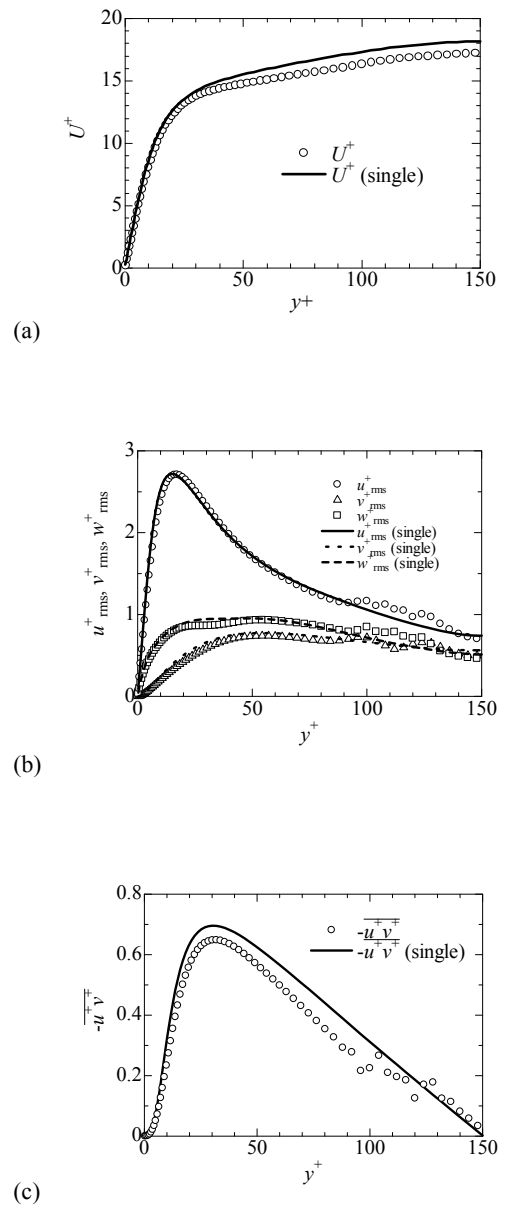 20
15
10
5
0
0 50 100 150
U+
y+
U+
U+ (single)
(a)
3
2
1
0
0 50 100 150
u+rms, v+rms, w+rms
y+
u+rms
v+rms
w+rms
u+rms (single)
v+rms (single)
w+rms (single)
(b)
0.8
0.6
0.4
0.2
0
0 50 100 150
-u+v+
y+
-u+v+
-u+v+ (single)
(c)